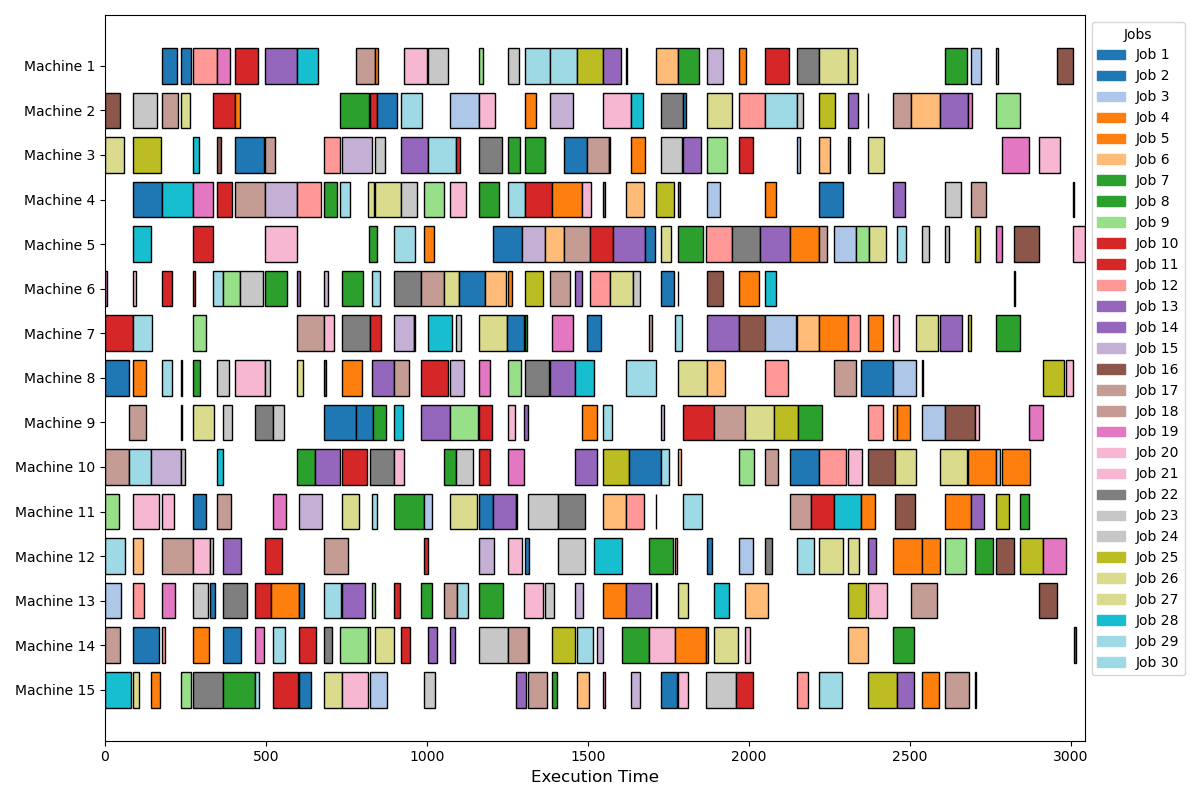 Machine 1
Machine 2
Machine 3
Machine 4
Machine 5
Machine 6
Machine 7
Machine 8
Machine 9
Machine 10
Machine 11
Machine 12
Machine 13
Machine 14
Machine 15
0 500 1000 1500 2000 2500 3000
Execution Time
Jobs
Job 1
Job 2
Job 3
Job 4
Job 5
Job 6
Job 7
Job 8
Job 9
Job 10
Job 11
Job 12
Job 13
Job 14
Job 15
Job 16
Job 17
Job 18
Job 19
Job 20
Job 21
Job 22
Job 23
Job 24
Job 25
Job 26
Job 27
Job 28
Job 29
Job 30